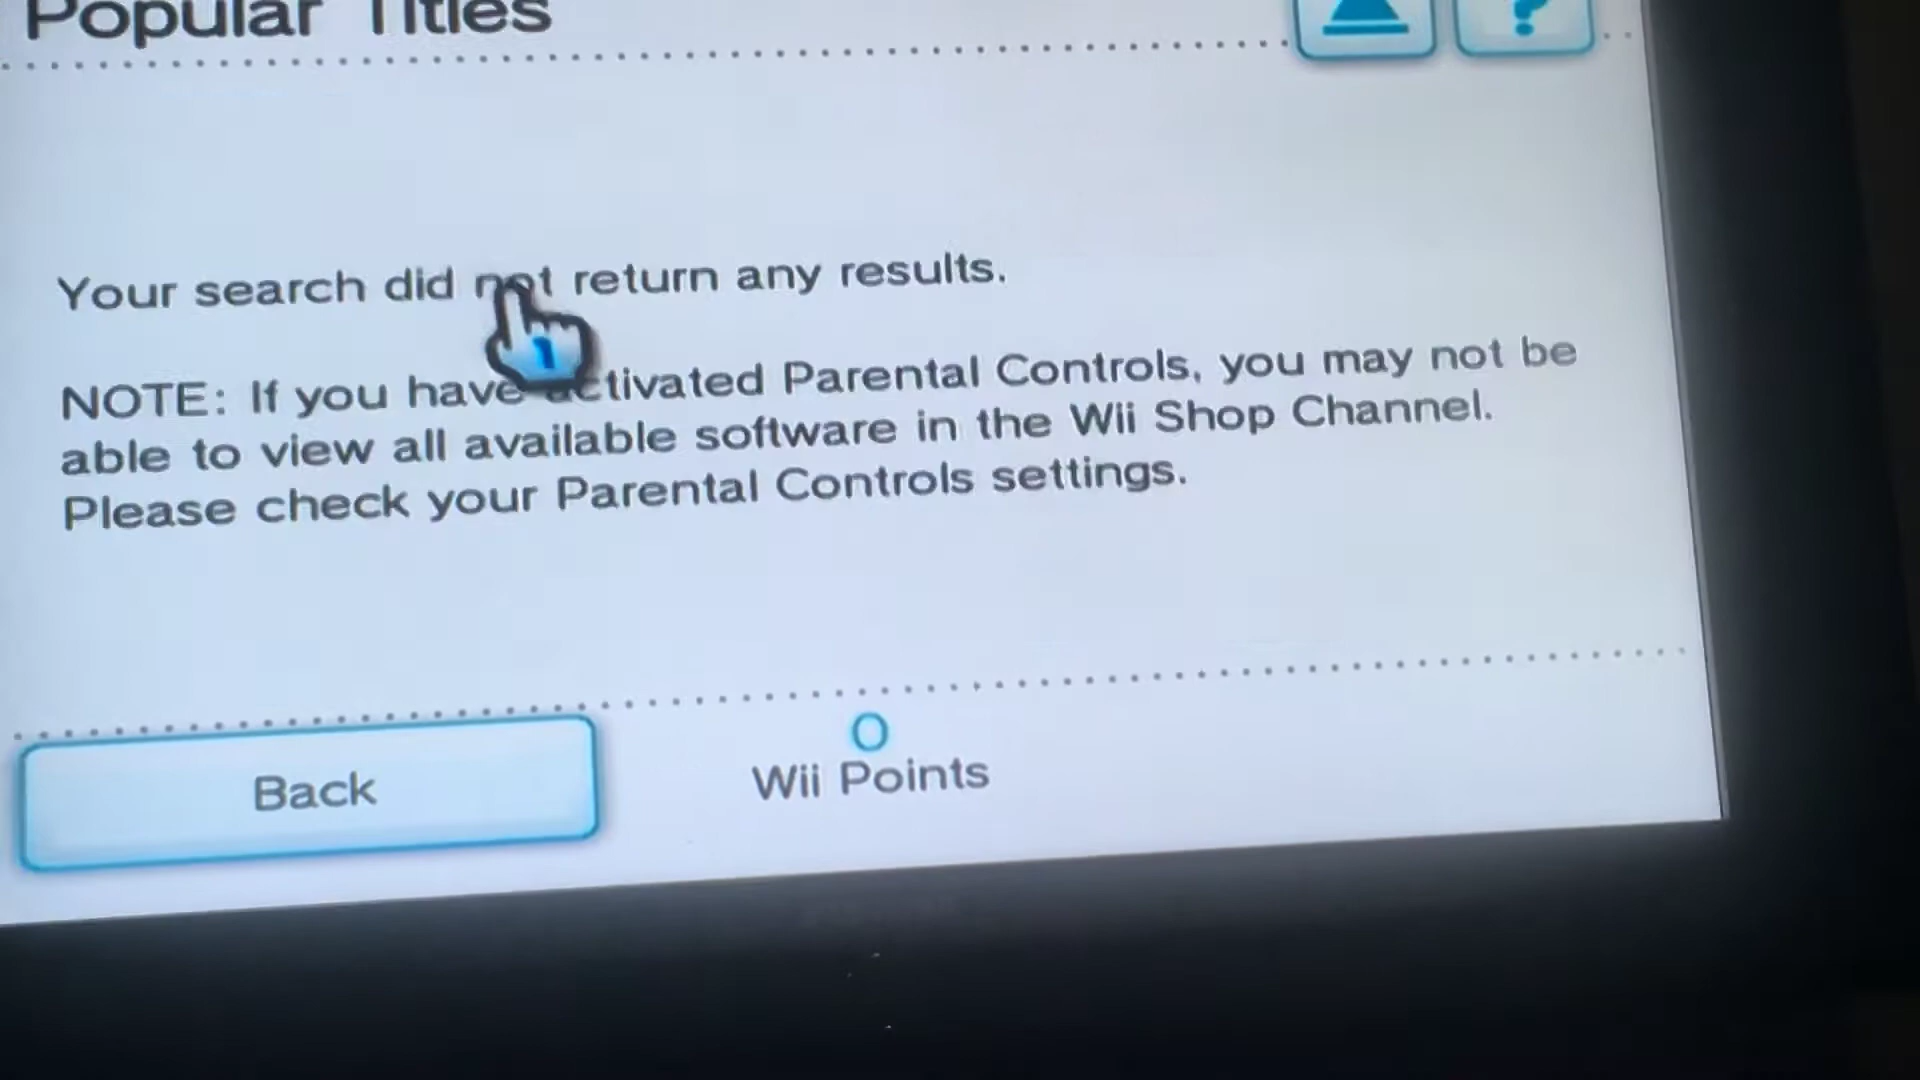 Popular Titles
?
Your search did not return any results.
NOTE: If you have activated Parental Controls, you may not be
able to view all available software in the Wii Shop Channel.
Please check your Parental Controls settings.
0
Wii Points
Back
1